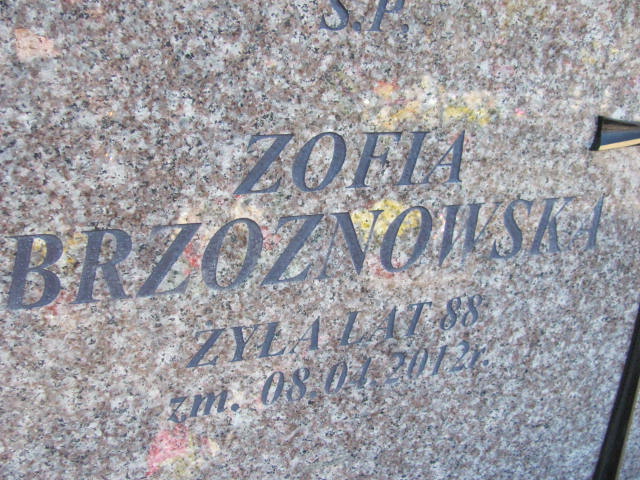 Ś.P.
ZOFIA
BRZOZNOWSKA
ŻYŁA LAT 88
zm. 08.01.2012r.